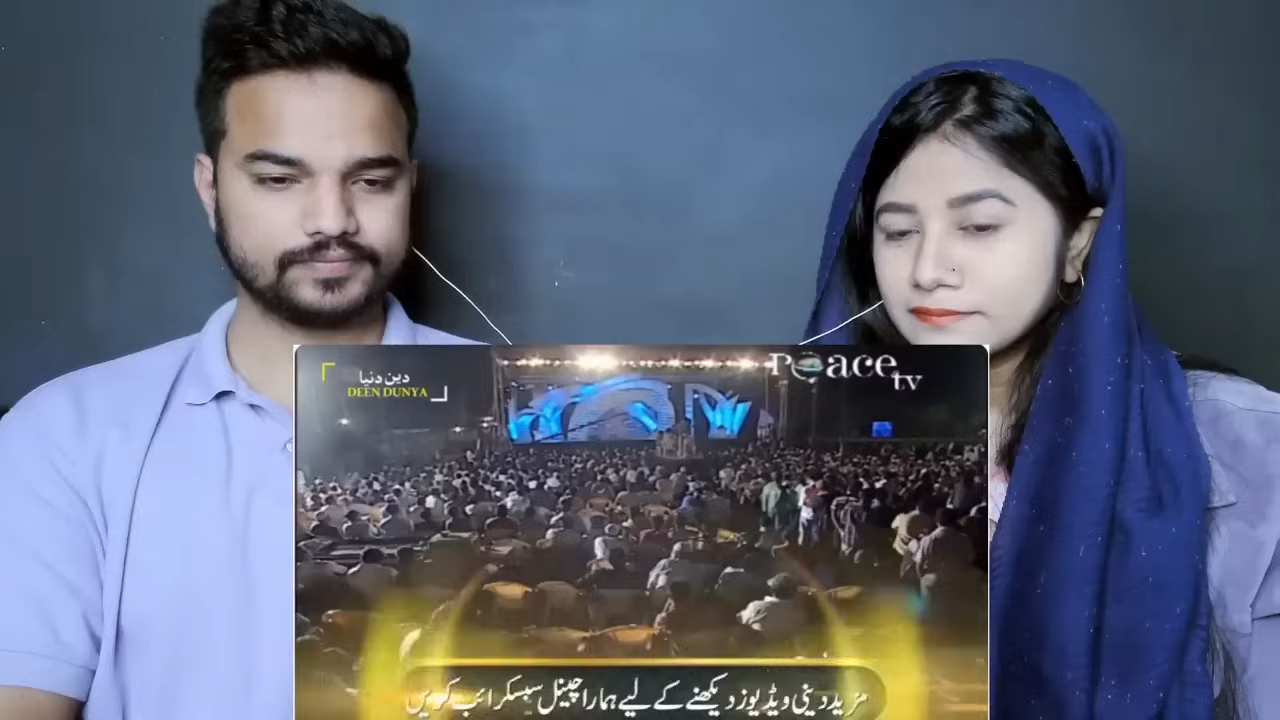 دین دنیا
DEEN DUNYA
Peace
tv
مزید دینی ویڈیوز دیکھنے کے لیے ہمارا چینل سبسکرائب کریں